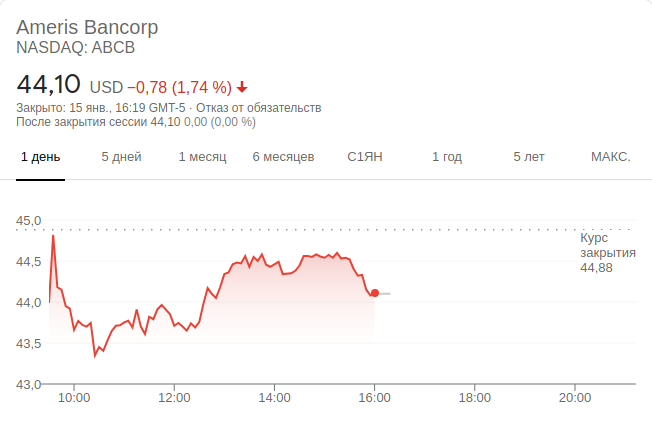 Ameris Bancorp
NASDAQ: ABCB
44,10 USD −0,78 (1,74 %)
Закрыто: 15 янв., 16:19 GMT-5 · Отказ от обязательств
После закрытия сессии 44,10 0,00 (0,00 %)
1 день 5 дней 1 месяц 6 месяцев С1ЯН 1 год 5 лет МАКС.
45,0
Курс
закрытия
44,88
44,5
44,0
43,5
43,0
10:00 12:00 14:00 16:00 18:00 20:00